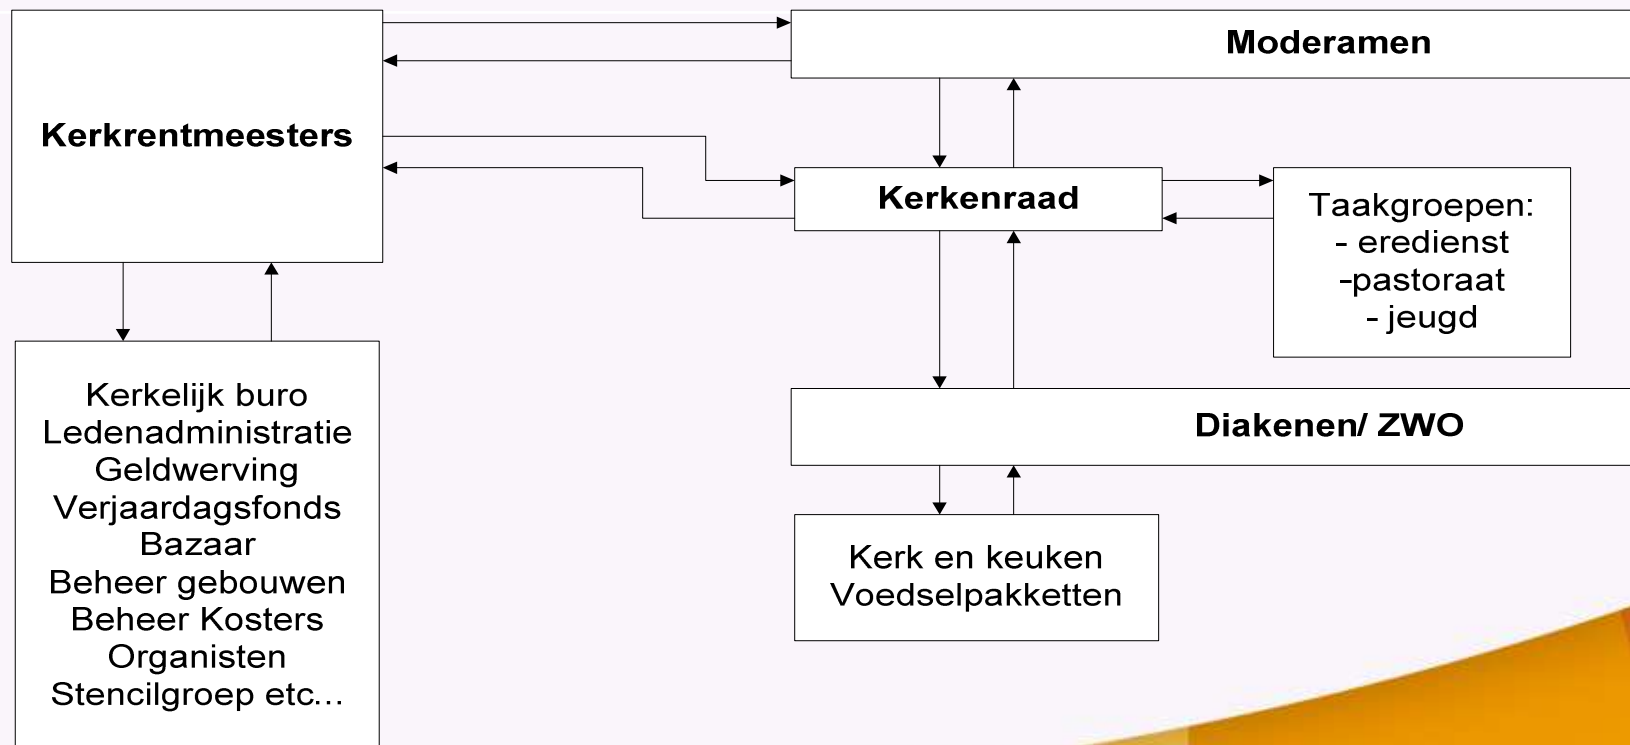 Moderamen
Kerkrentmeesters
Kerkenraad
Taakgroepen:
- eredienst
-pastoraat
- jeugd
Kerkelijk buro
Ledenadministratie
Geldwerving
Verjaardagsfonds
Bazaar
Beheer gebouwen
Beheer Kosters
Organisten
Stencilgroep etc...
Diakenen/ ZWO
Kerk en keuken
Voedselpakketten